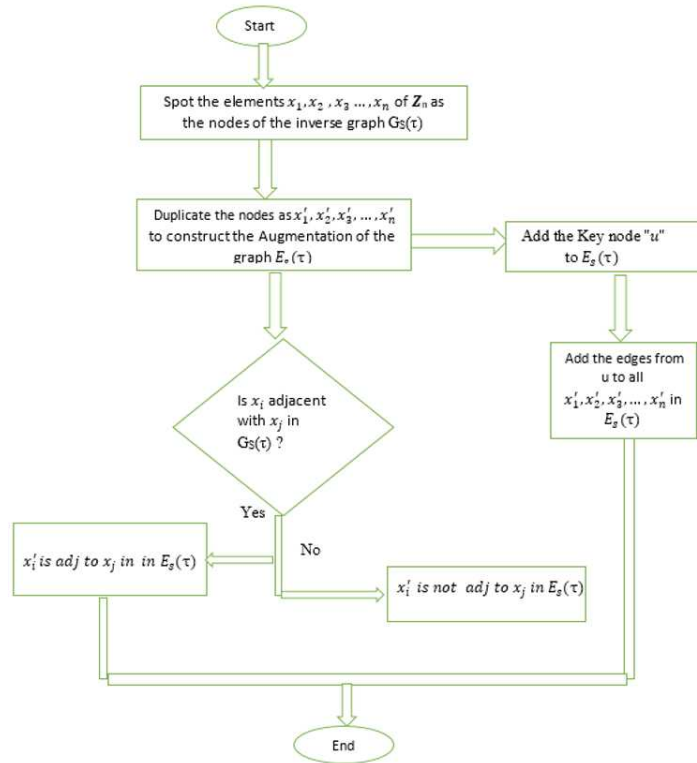 Start
Spot the elements x₁, x₂ , x₃ ..., xₙ of Zₙ as
the nodes of the inverse graph Gs(τ)
Duplicate the nodes as x′₁, x′₂, x′₃, ..., x′ₙ
to construct the Augmentation of the
graph Eₛ(τ)
Add the Key node "u"
to Eₛ(τ)
Add the edges from
u to all
x′₁, x′₂, x′₃, ..., x′ₙ in
Eₛ(τ)
Is xᵢ adjacent
with xⱼ in
Gs(τ) ?
Yes
No
x′ᵢ is adj to xⱼ in in Eₛ(τ)
x′ᵢ is not adj to xⱼ in Eₛ(τ)
End